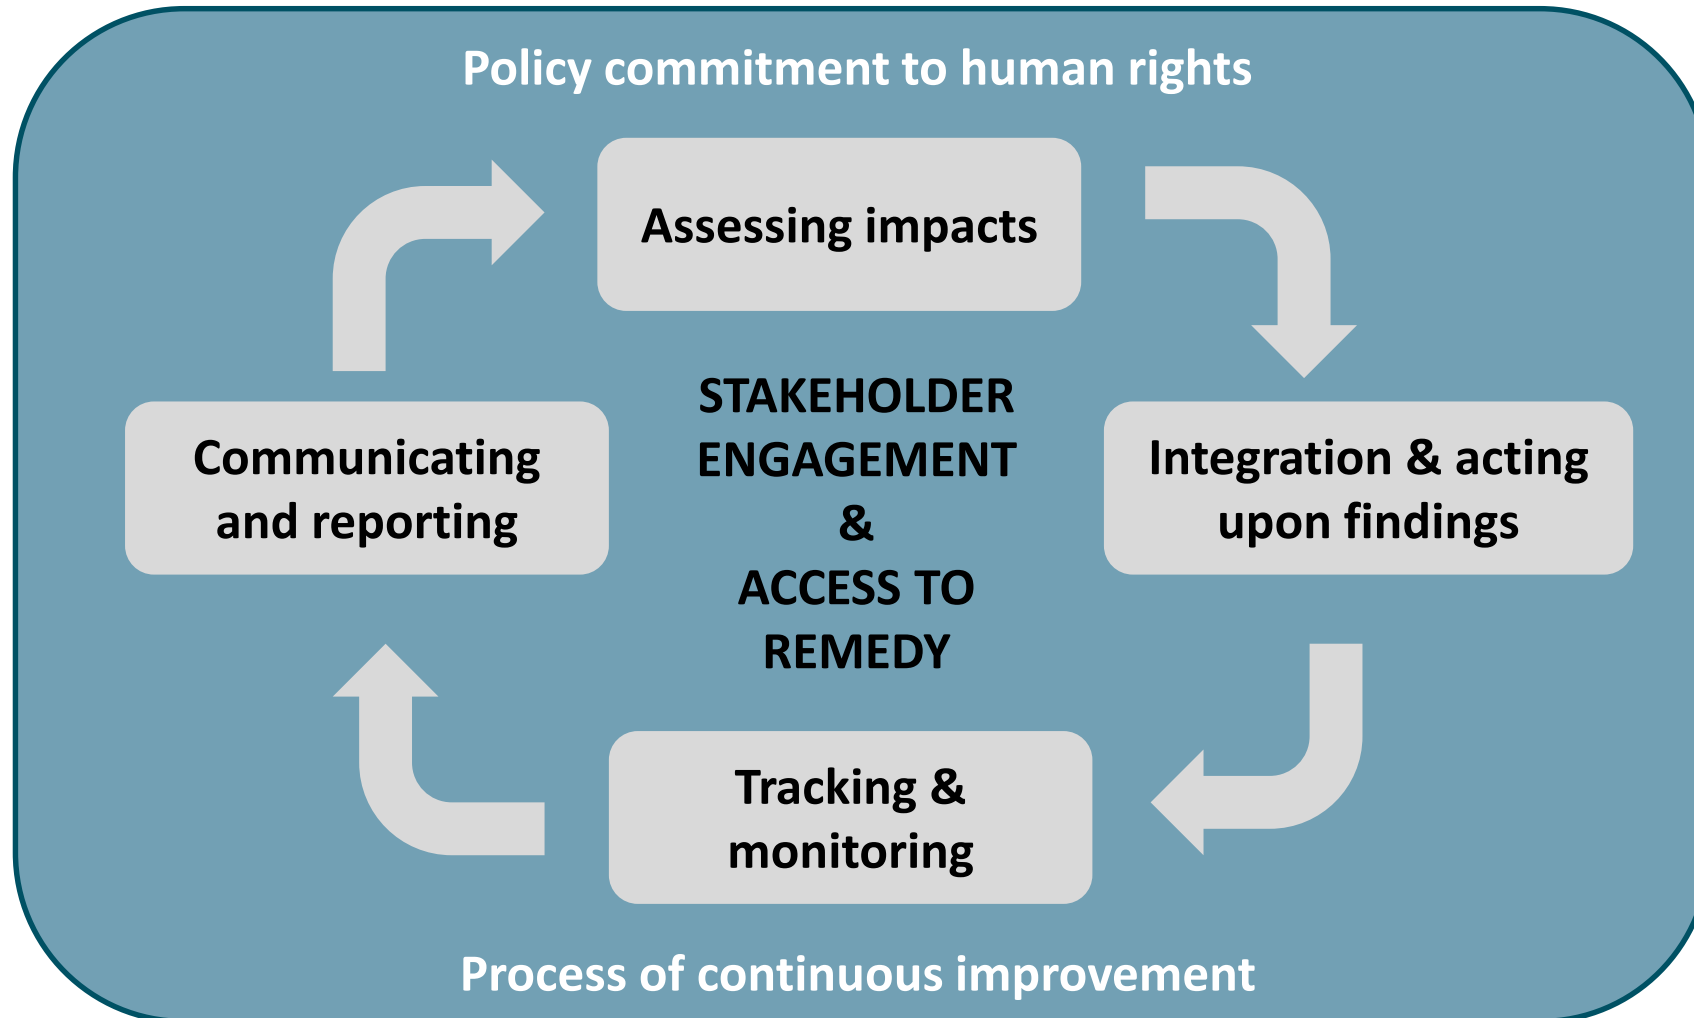 Policy commitment to human rights
Assessing impacts
STAKEHOLDER
ENGAGEMENT
&
ACCESS TO
REMEDY
Communicating
and reporting
Integration & acting
upon findings
Tracking &
monitoring
Process of continuous improvement